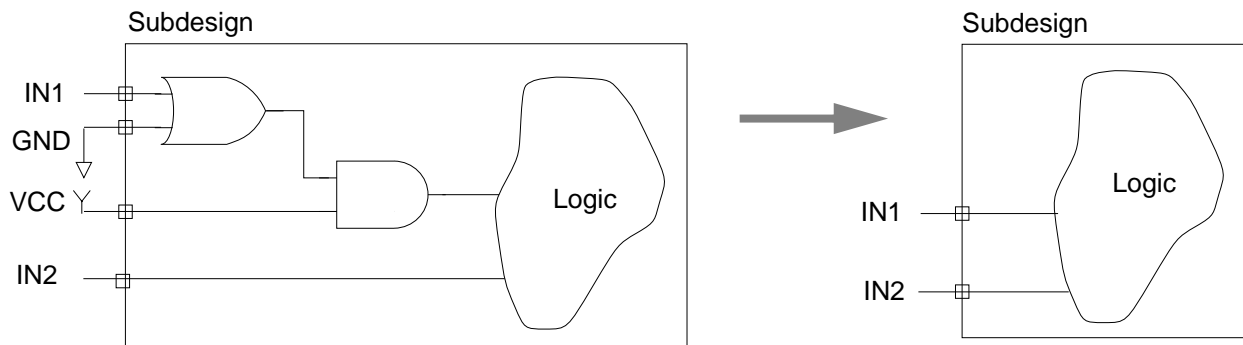 Subdesign
IN1
GND
VCC
IN2
Logic
Subdesign
Logic
IN1
IN2